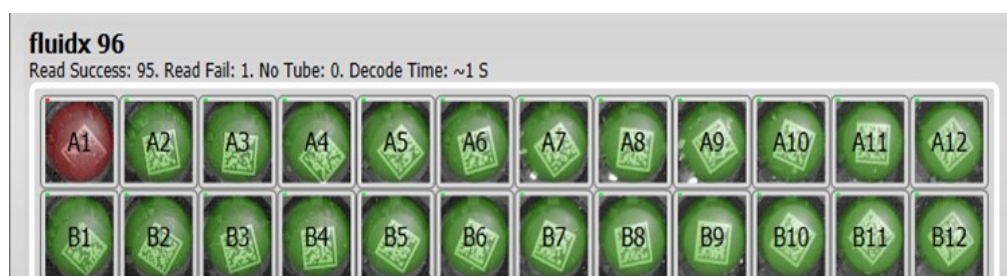 fluidx 96
Read Success: 95. Read Fail: 1. No Tube: 0. Decode Time: ~1 S
A1 A2 A3 A4 A5 A6 A7 A8 A9 A10 A11 A12
B1 B2 B3 B4 B5 B6 B7 B8 B9 B10 B11 B12